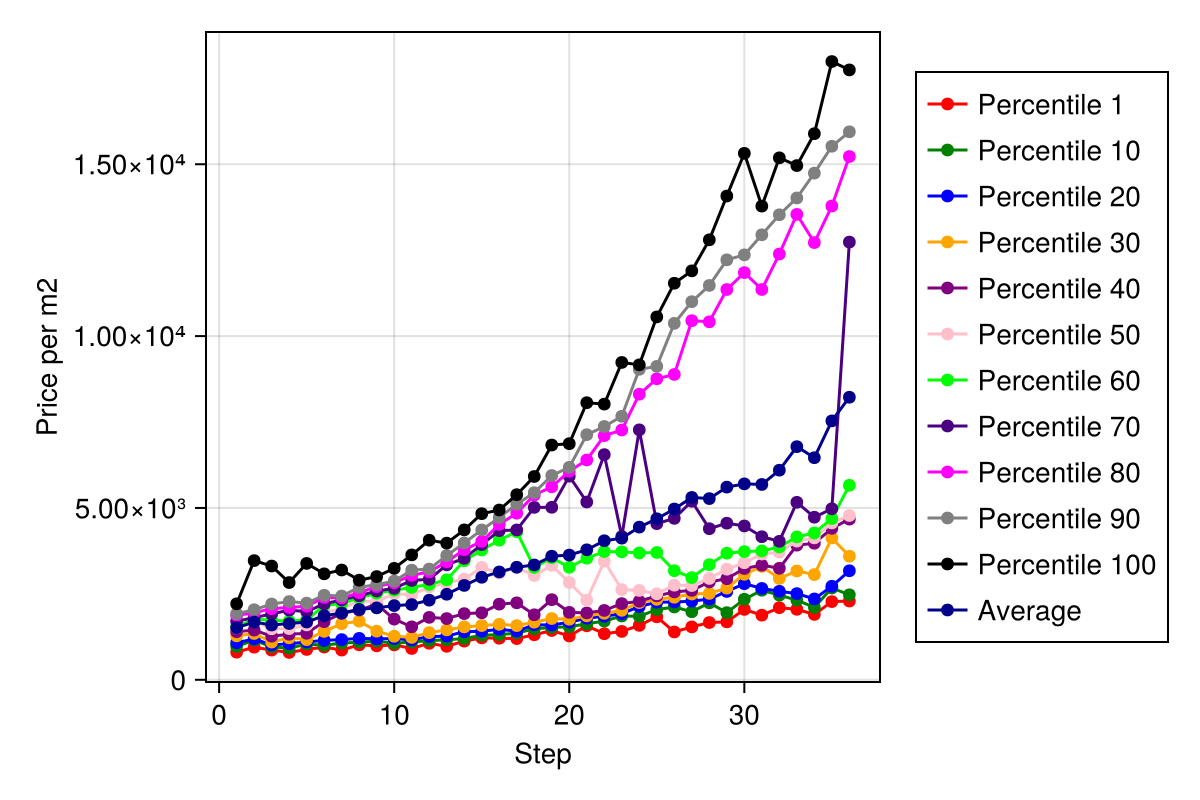 Price per m2
1.50×10⁴
1.00×10⁴
5.00×10³
0
0 10 20 30
Step
Percentile 1
Percentile 10
Percentile 20
Percentile 30
Percentile 40
Percentile 50
Percentile 60
Percentile 70
Percentile 80
Percentile 90
Percentile 100
Average